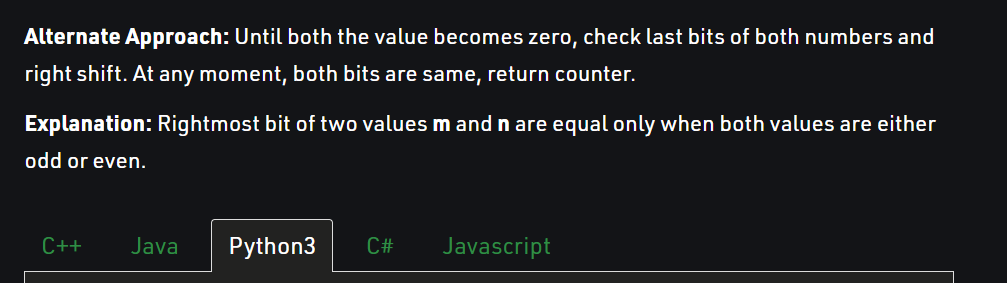 Alternate Approach: Until both the value becomes zero, check last bits of both numbers and
right shift. At any moment, both bits are same, return counter.
Explanation: Rightmost bit of two values m and n are equal only when both values are either
odd or even.
C++ Java Python3 C# Javascript